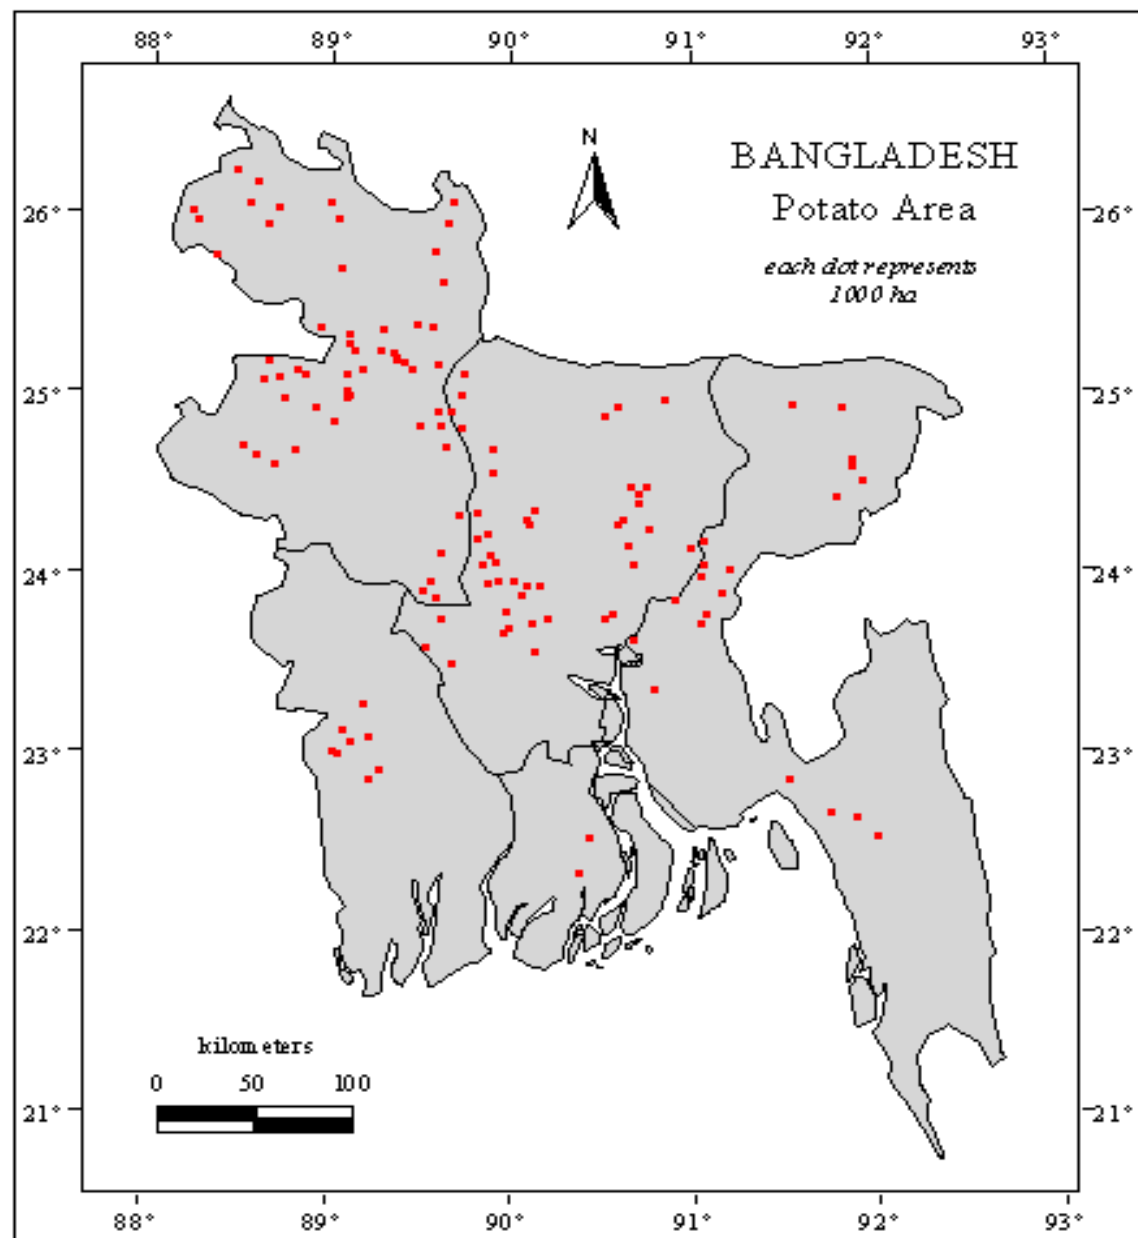 88° 89° 90° 91° 92° 93°
N
BANGLADESH
Potato Area
26° 26°
each dot represents
1000 ha
25° 25°
24° 24°
23° 23°
22° 22°
kilometers
0 50 100
21° 21°
88° 89° 90° 91° 92° 93°